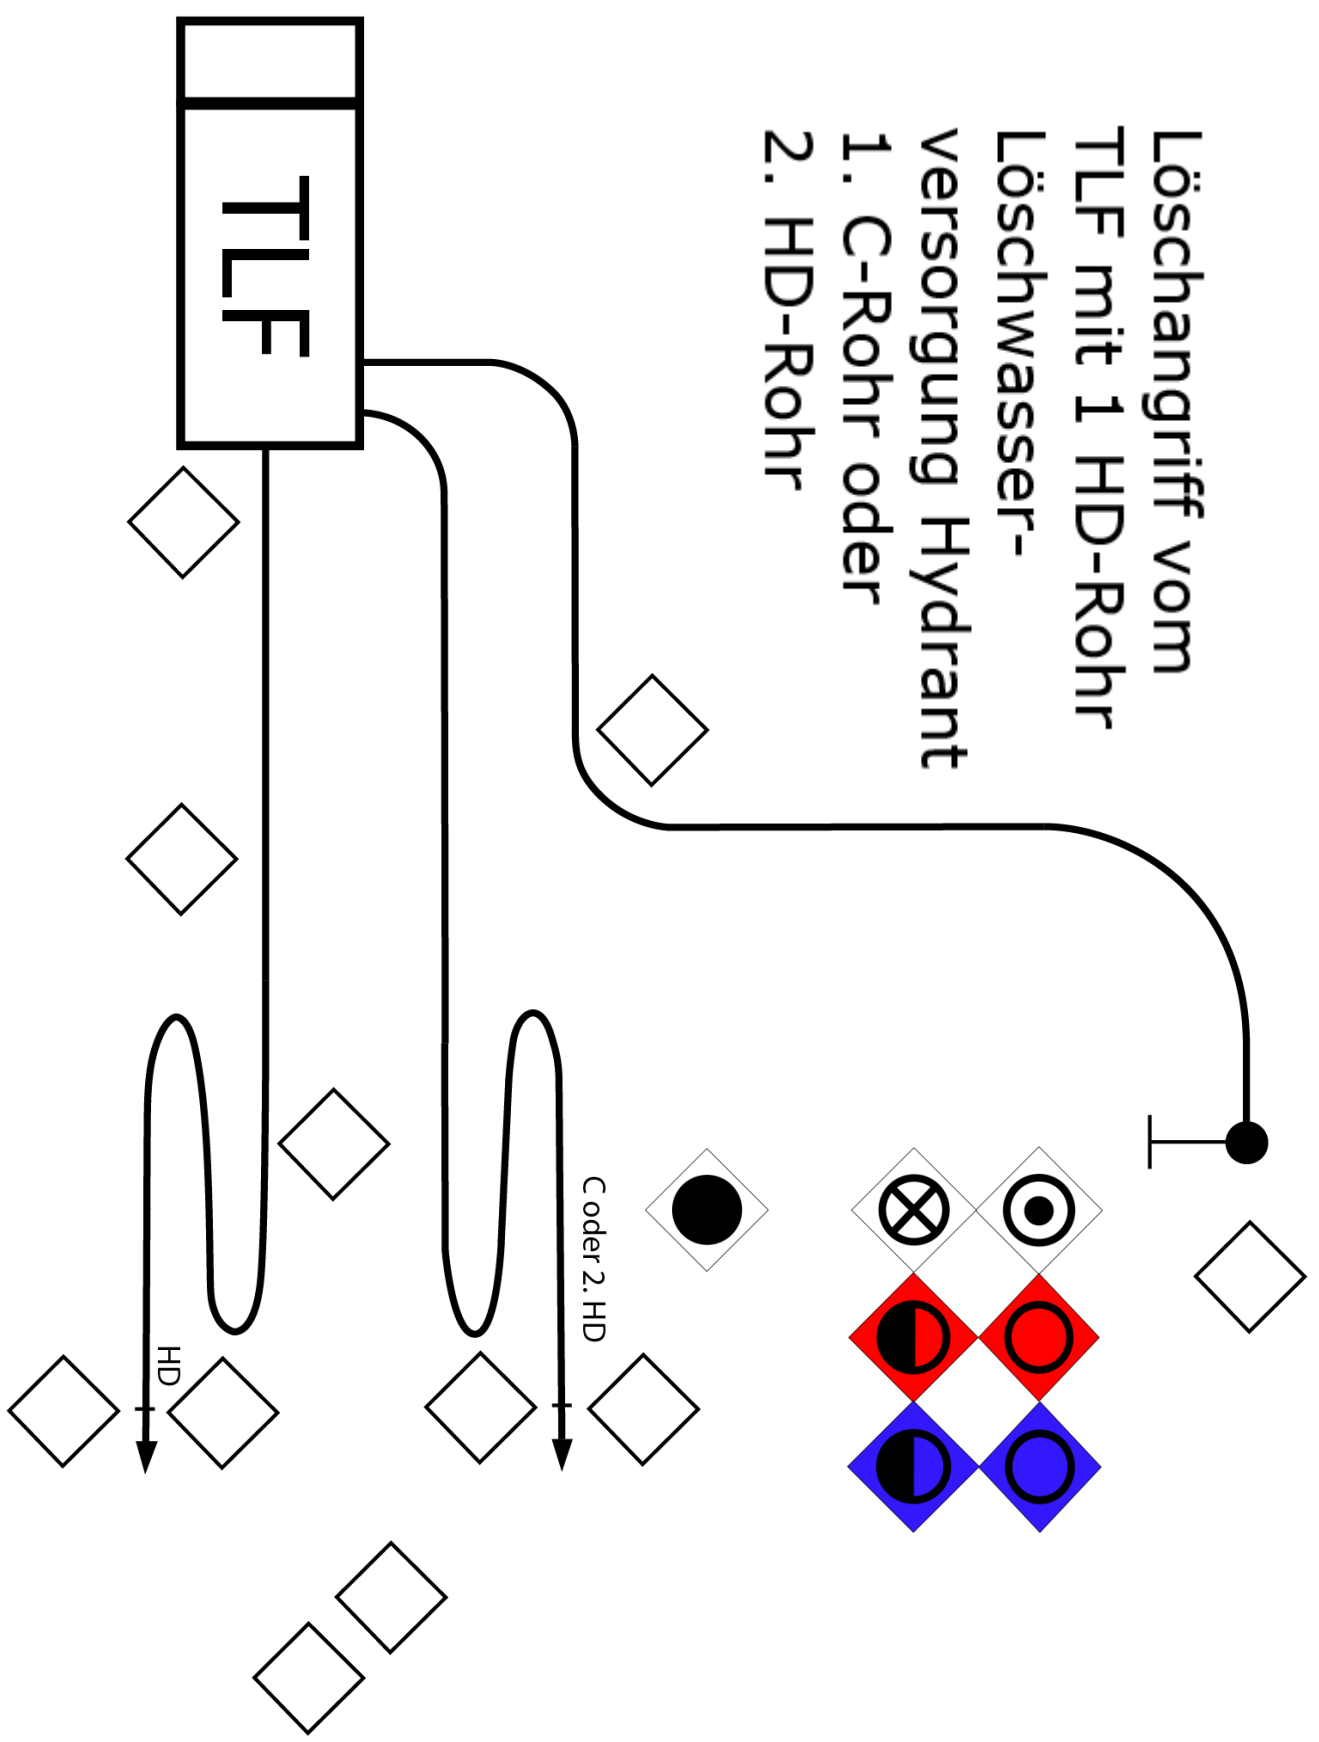 Löschangriff vom
TLF mit 1 HD-Rohr
Löschwasser-
versorgung Hydrant
1. C-Rohr oder
2. HD-Rohr
TLF
C oder 2. HD
HD